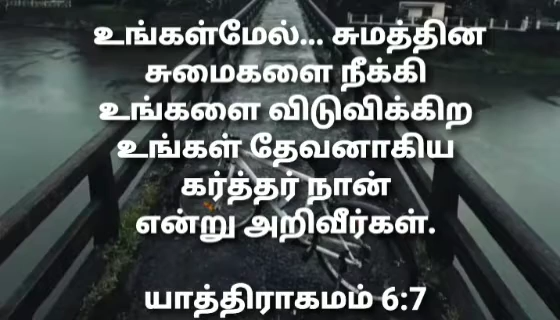 உங்கள்மேல்... சுமத்தின
சுமைகளை நீக்கி
உங்களை விடுவிக்கிற
உங்கள் தேவனாகிய
கர்த்தர் நான்
என்று அறிவீர்கள்.
யாத்திராகமம் 6:7